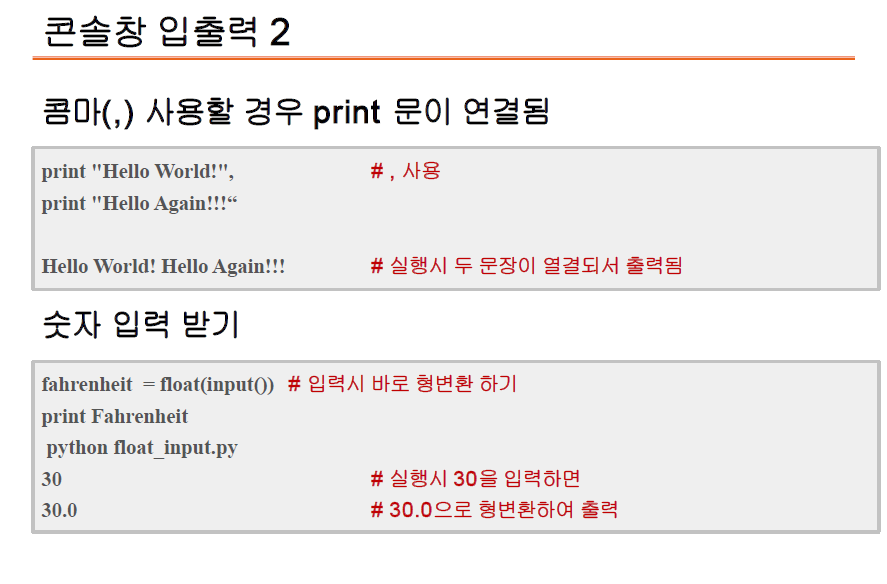 콘솔창 입출력 2
콤마(,) 사용할 경우 print 문이 연결됨
print "Hello World!", # , 사용
print "Hello Again!!!“
Hello World! Hello Again!!! # 실행시 두 문장이 열결되서 출력됨
숫자 입력 받기
fahrenheit = float(input()) # 입력시 바로 형변환 하기
print Fahrenheit
python float_input.py
30 # 실행시 30을 입력하면
30.0 # 30.0으로 형변환하여 출력